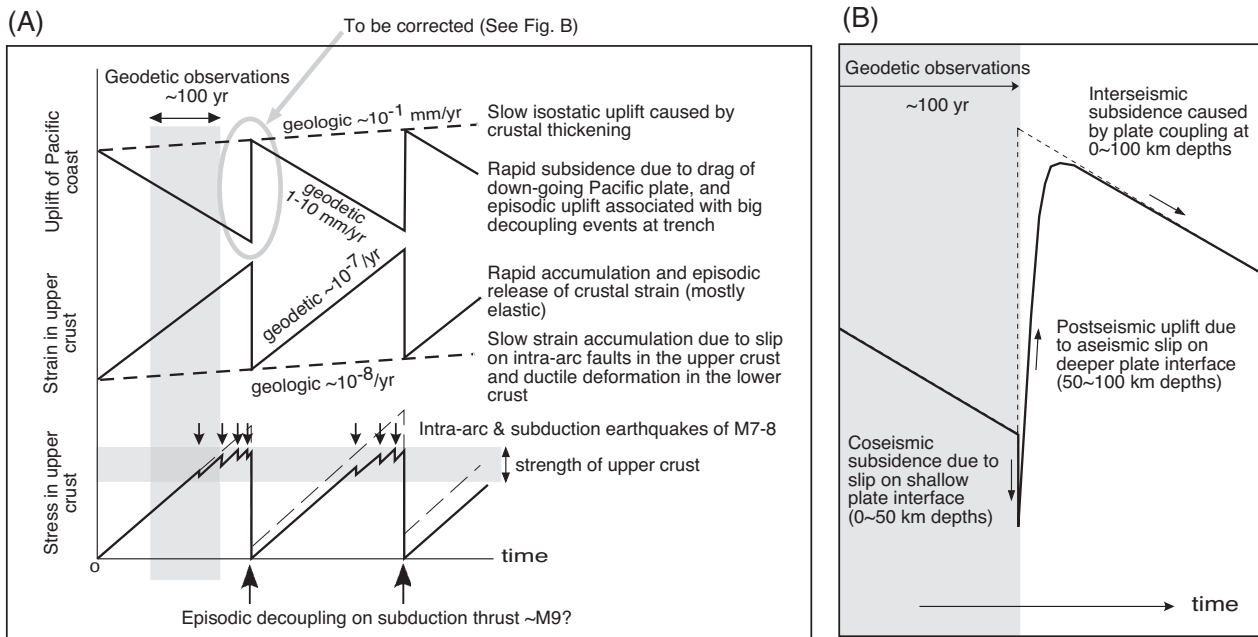 (A)
To be corrected (See Fig. B)
Geodetic observations
~100 yr
Uplift of Pacific
coast
geologic ~10-1 mm/yr
geodetic
1-10 mm/yr
Slow isostatic uplift caused by
crustal thickening
Rapid subsidence due to drag of
down-going Pacific plate, and
episodic uplift associated with big
decoupling events at trench
Strain in upper
crust
geodetic ~10-7/yr
geologic ~10-8/yr
Rapid accumulation and episodic
release of crustal strain (mostly
elastic)
Slow strain accumulation due to slip
on intra-arc faults in the upper crust
and ductile deformation in the lower
crust
Stress in upper
crust
Intra-arc & subduction earthquakes of M7-8
strength of upper crust
0
time
Episodic decoupling on subduction thrust ~M9?
(B)
Geodetic observations
~100 yr
Interseismic
subsidence caused
by plate coupling at
0~100 km depths
Postseismic uplift due
to aseismic slip on
deeper plate interface
(50~100 km depths)
Coseismic
subsidence due to
slip on shallow
plate interface
(0~50 km depths)
time